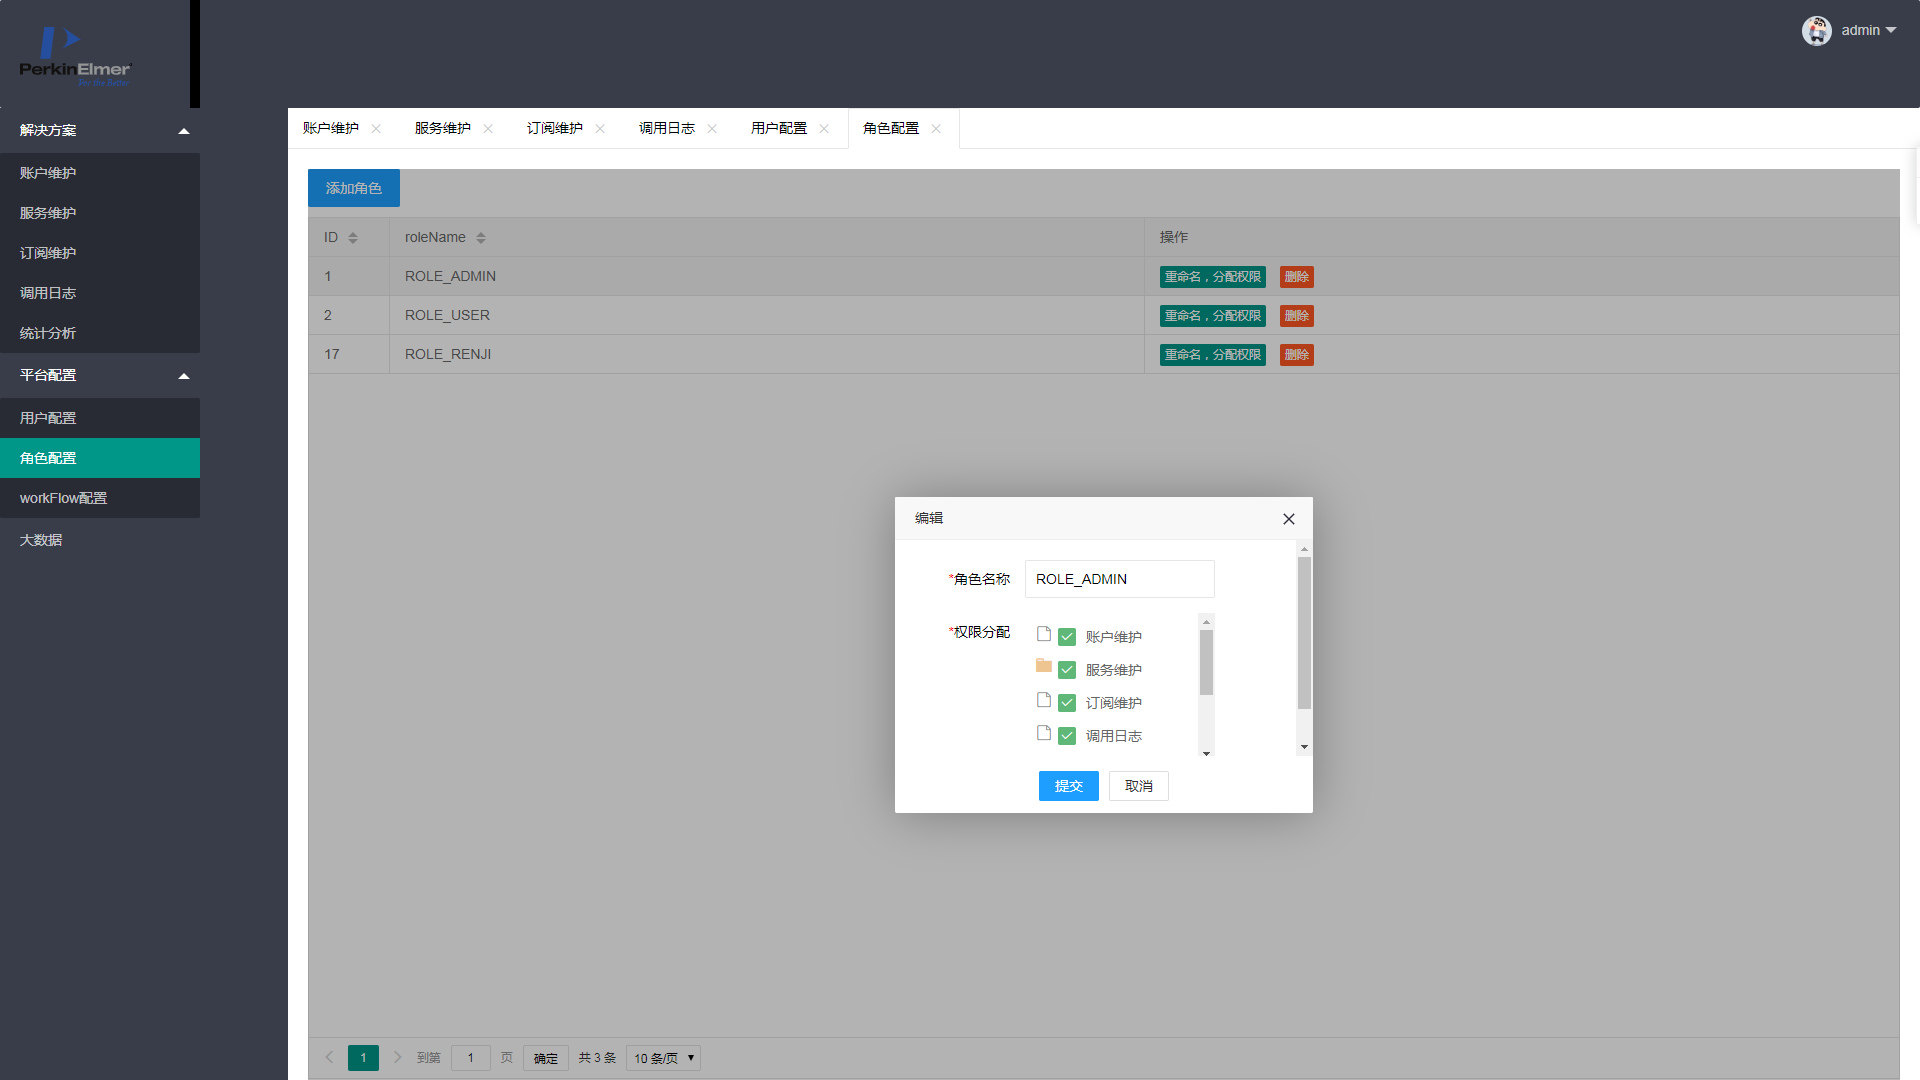 PerkinElmer
For the Better
admin
解决方案
账户维护
服务维护
订阅维护
调用日志
统计分析
平台配置
用户配置
角色配置
workFlow配置
大数据
账户维护 服务维护 订阅维护 调用日志 用户配置 角色配置
添加角色
ID roleName 操作
1 ROLE_ADMIN 重命名，分配权限 删除
2 ROLE_USER 重命名，分配权限 删除
17 ROLE_RENJI 重命名，分配权限 删除
编辑
*角色名称 ROLE_ADMIN
*权限分配 账户维护
服务维护
订阅维护
调用日志
提交 取消
1 到第 1 页 确定 共 3 条 10 条/页